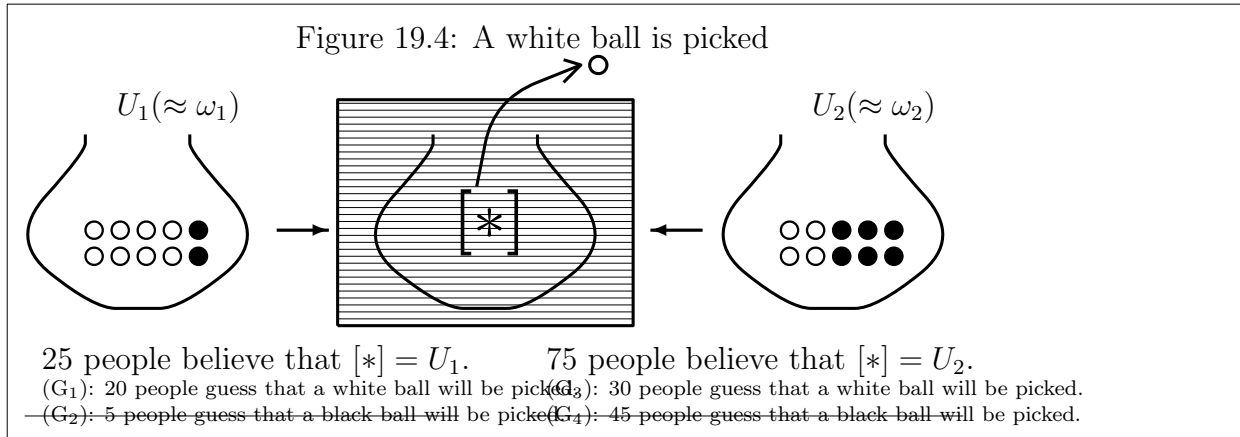 Figure 19.4: A white ball is picked
U₁(≈ ω₁)
U₂(≈ ω₂)
[*]
25 people believe that [∗] = U₁.
75 people believe that [∗] = U₂.
(G₁): 20 people guess that a white ball will be picked.
(G₃): 30 people guess that a white ball will be picked.
(G₂): 5 people guess that a black ball will be picked.
(G₄): 45 people guess that a black ball will be picked.